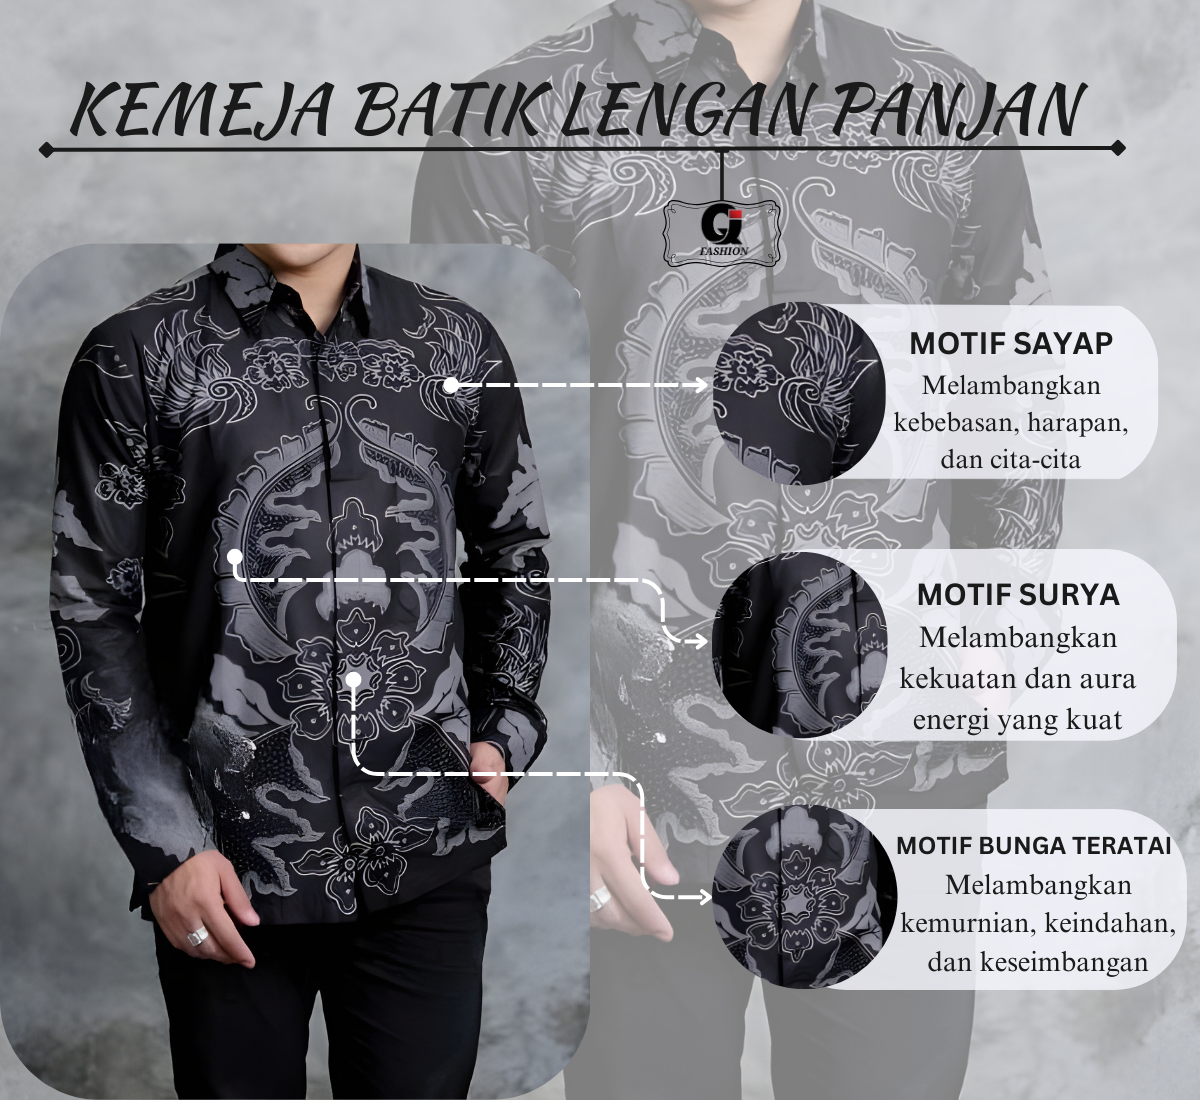 KEMEJA BATIK LENGAN PANJAN
FASHION
MOTIF SAYAP
Melambangkan
kebebasan, harapan,
dan cita-cita
MOTIF SURYA
Melambangkan
kekuatan dan aura
energi yang kuat
MOTIF BUNGA TERATAI
Melambangkan
kemurnian, keindahan,
dan keseimbangan